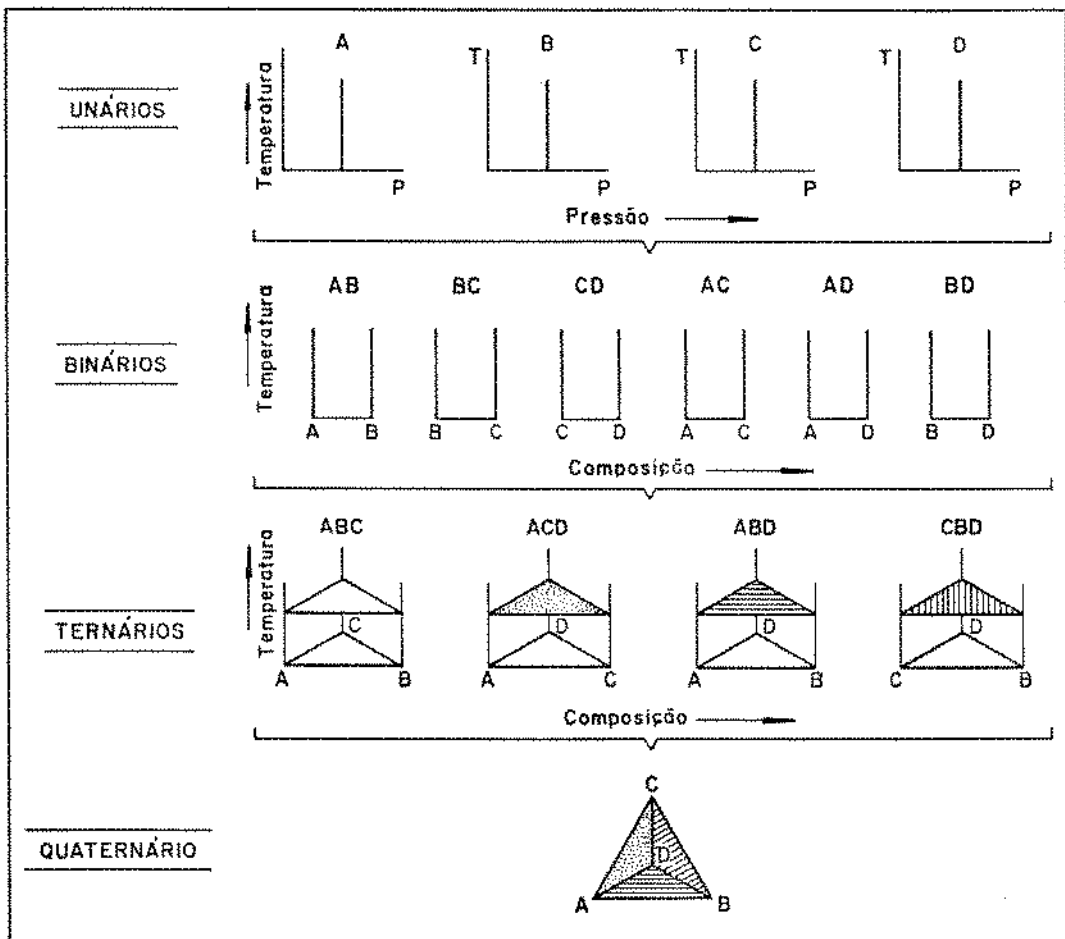 A B C D
T T T
UNÁRIOS
Temperatura
P P P P
Pressão
AB BC CD AC AD BD
BINÁRIOS
Temperatura
A B B C C D A C A D B D
Composição
ABC ACD ABD CBD
TERNÁRIOS
Temperatura
C D D D
A B A C A B C B
Composição
C
QUATERNÁRIO
D
A B